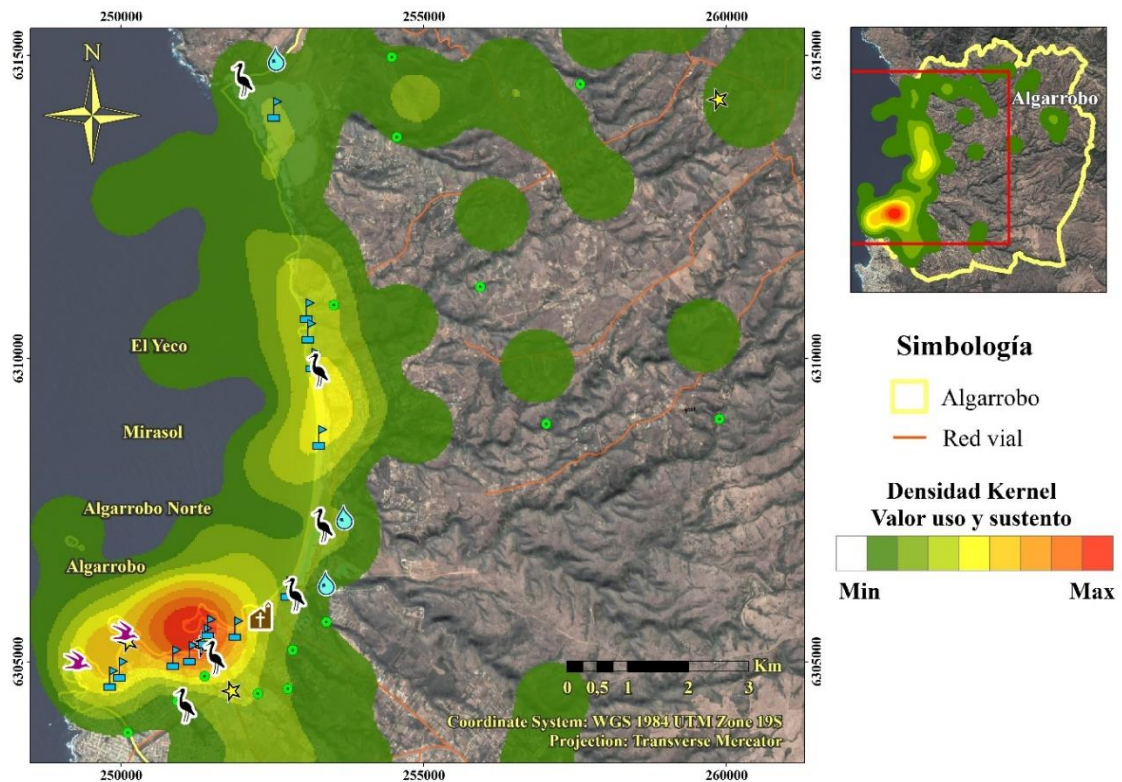 250000
255000
260000
6315000
6315000
N
Algarrobo
6310000
El Yeco
6310000
Simbología
Algarrobo
Red vial
Mirasol
Algarrobo Norte
Densidad Kernel
Valor uso y sustento
Min
Max
Algarrobo
6305000
6305000
Km
0 0,5 1 2 3
Coordinate System: WGS 1984 UTM Zone 19S
Projection: Transverse Mercator
250000
255000
260000